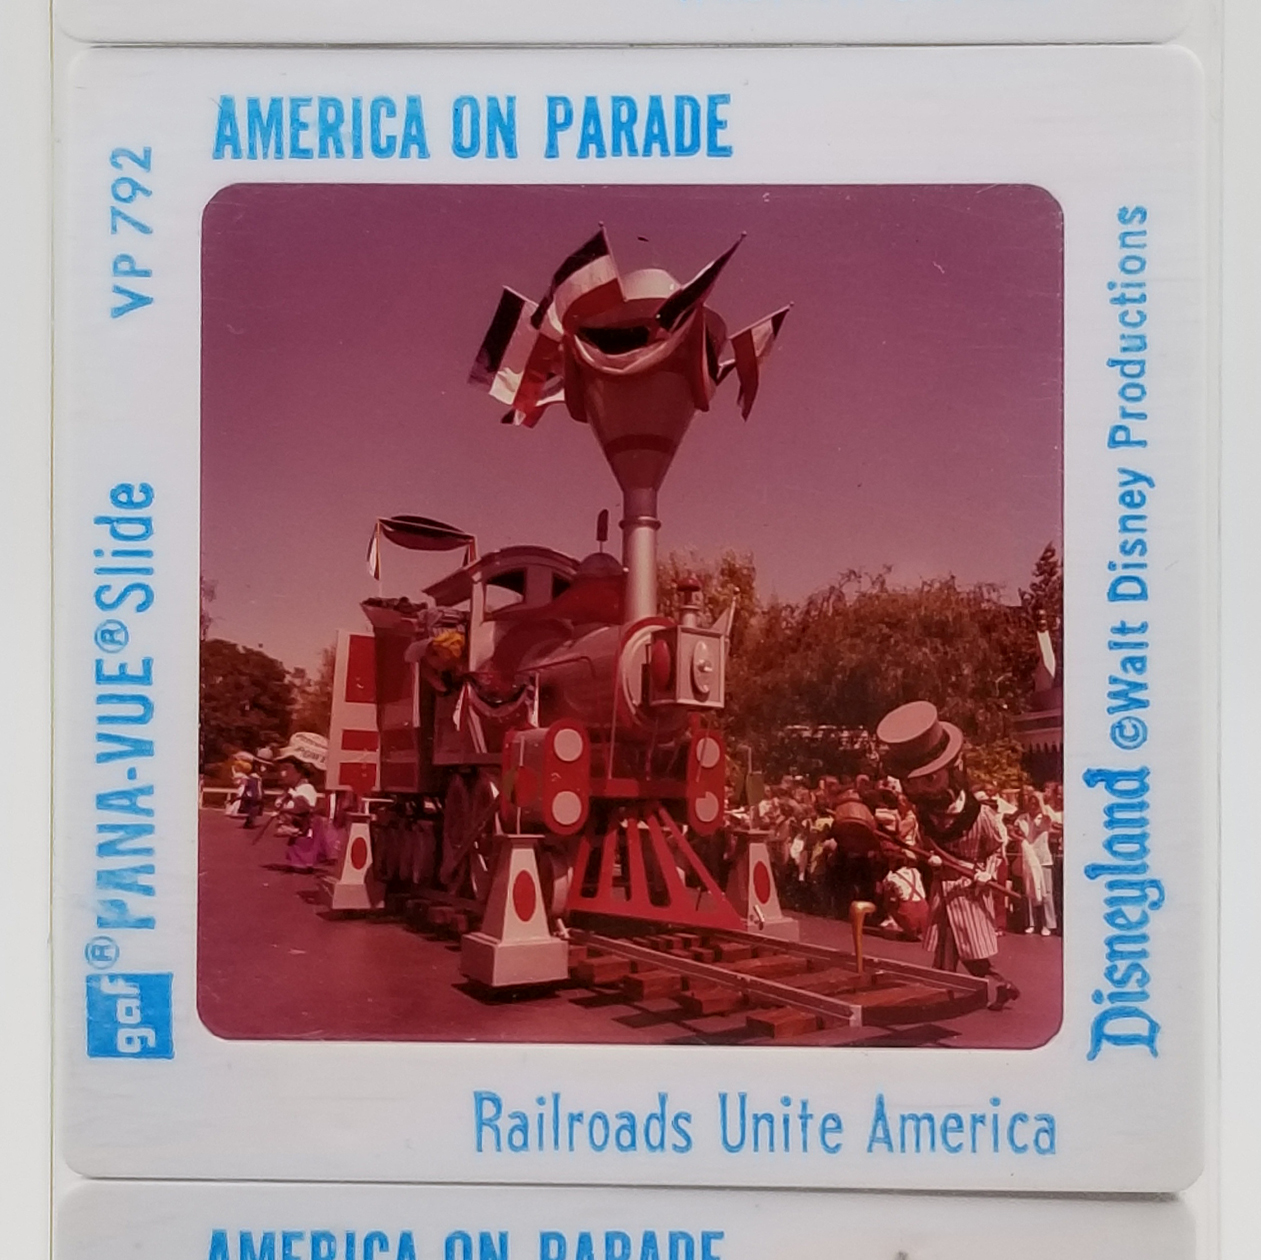 AMERICA ON PARADE
VP 792
gaf® PANA-VUE® Slide
Disneyland © Walt Disney Productions
Railroads Unite America
AMERICA ON PARADE